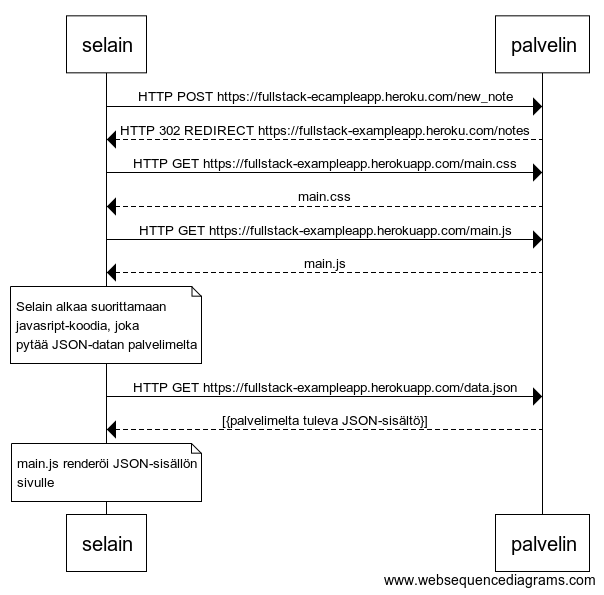 selain
palvelin
HTTP POST https://fullstack-ecampleapp.heroku.com/new_note
HTTP 302 REDIRECT https://fullstack-exampleapp.heroku.com/notes
HTTP GET https://fullstack-exampleapp.herokuapp.com/main.css
main.css
HTTP GET https://fullstack-exampleapp.herokuapp.com/main.js
main.js
Selain alkaa suorittamaan
javasript-koodia, joka
pytää JSON-datan palvelimelta
HTTP GET https://fullstack-exampleapp.herokuapp.com/data.json
[{palvelimelta tuleva JSON-sisältö}]
main.js renderöi JSON-sisällön
sivulle
selain
palvelin
www.websequencediagrams.com